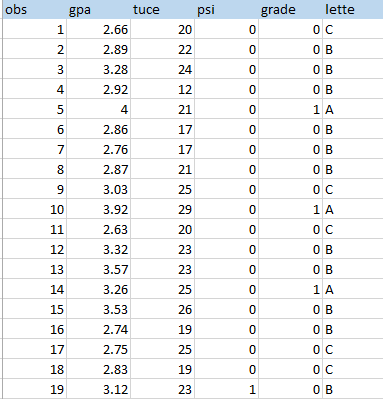 obs gpa tuce psi grade lette
1 2.66 20 0 0 C
2 2.89 22 0 0 B
3 3.28 24 0 0 B
4 2.92 12 0 0 B
5 4 21 0 1 A
6 2.86 17 0 0 B
7 2.76 17 0 0 B
8 2.87 21 0 0 B
9 3.03 25 0 0 C
10 3.92 29 0 1 A
11 2.63 20 0 0 C
12 3.32 23 0 0 B
13 3.57 23 0 0 B
14 3.26 25 0 1 A
15 3.53 26 0 0 B
16 2.74 19 0 0 B
17 2.75 25 0 0 C
18 2.83 19 0 0 C
19 3.12 23 1 0 B